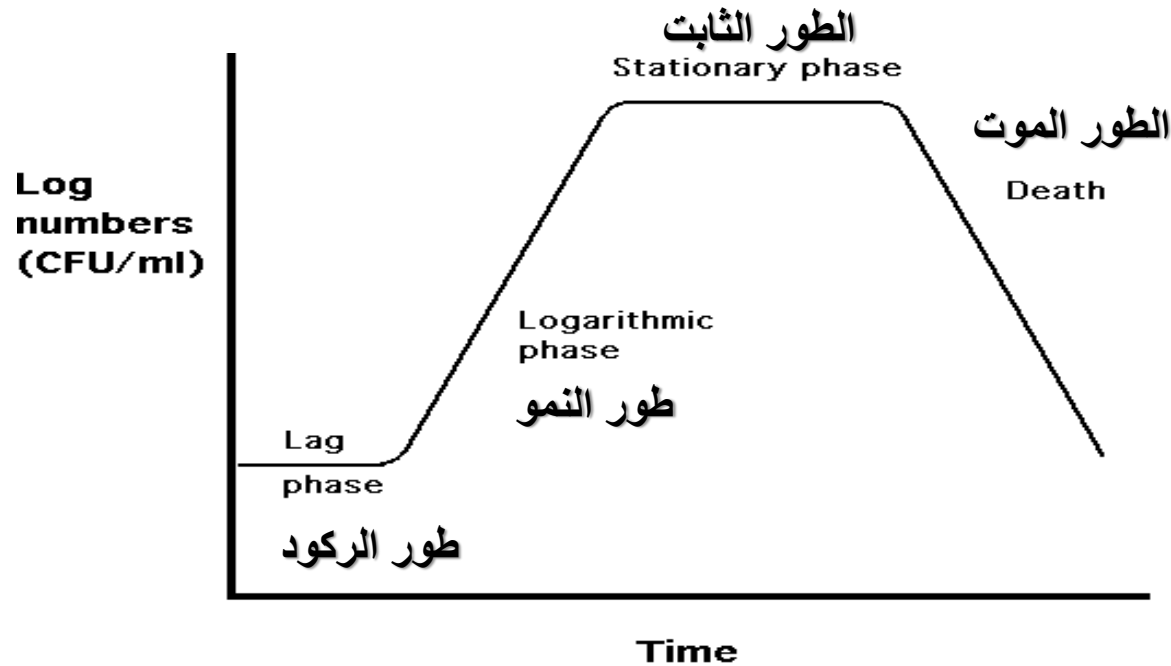 الطور الثابت
Stationary phase
الطور الموت
Death
Log
numbers
(CFU/ml)
Logarithmic
phase
طور النمو
Lag
phase
طور الركود
Time